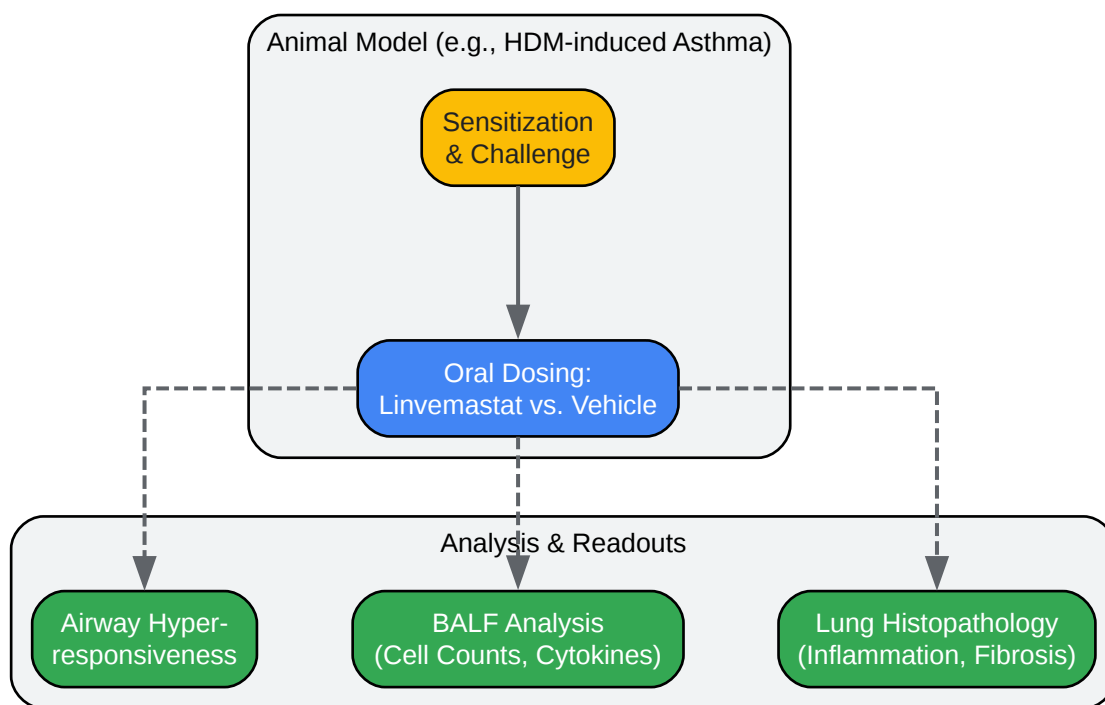 Animal Model (e.g., HDM-induced Asthma)
Sensitization
& Challenge
Oral Dosing:
Linvemastat vs. Vehicle
Analysis & Readouts
Airway Hyper-
responsiveness
BALF Analysis
(Cell Counts, Cytokines)
Lung Histopathology
(Inflammation, Fibrosis)